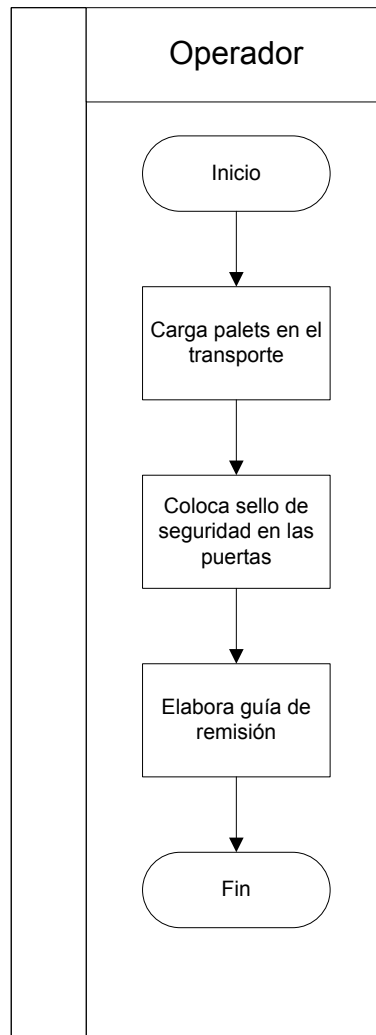 Operador
Inicio
Carga palets en el
transporte
Coloca sello de
seguridad en las
puertas
Elabora guía de
remisión
Fin